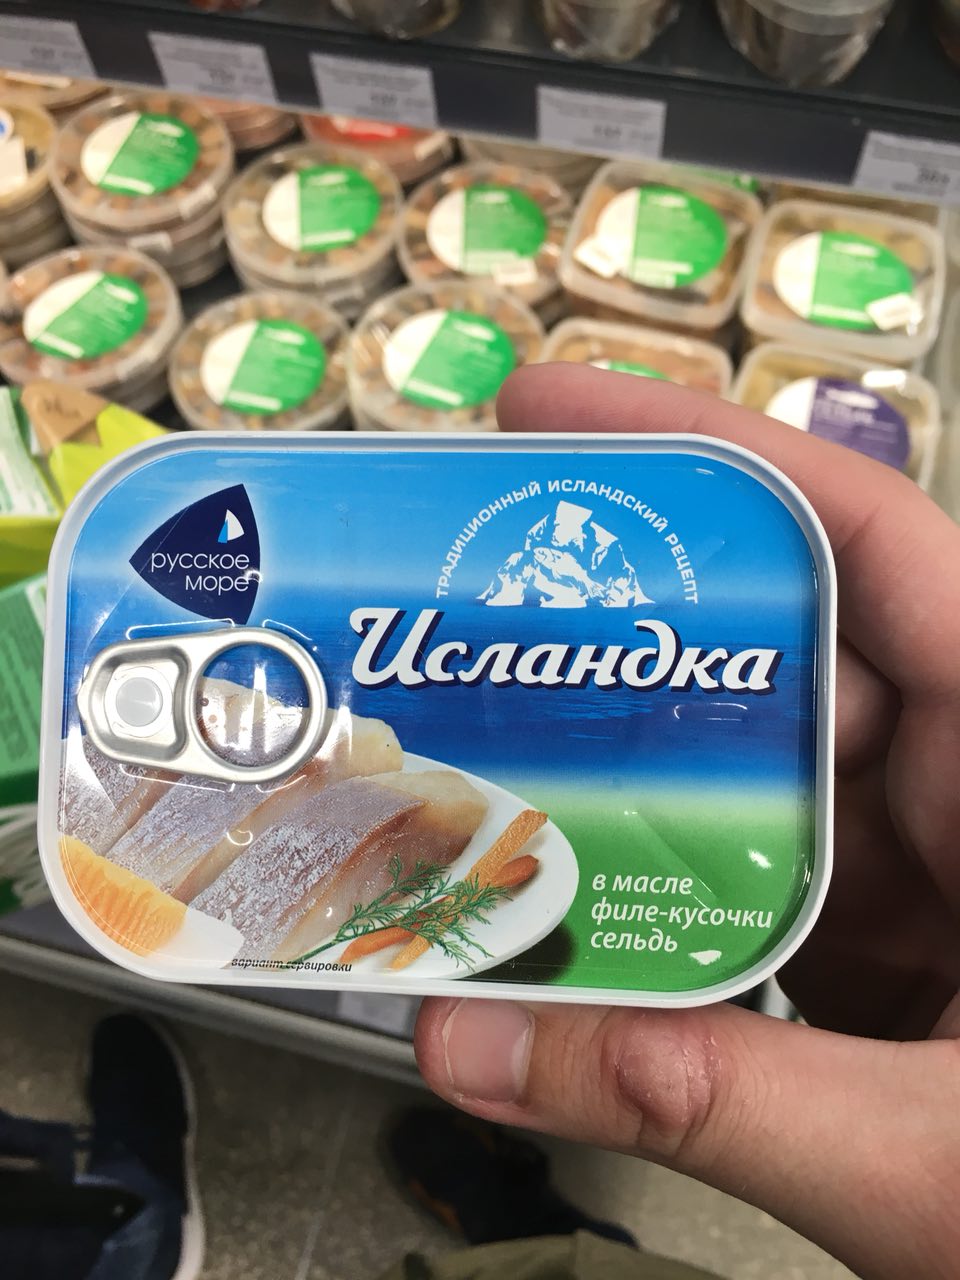 русское
море
ТРАДИЦИОННЫЙ ИСЛАНДСКИЙ РЕЦЕПТ
Исландка
в масле
филе-кусочки
сельдь
вариант сервировки